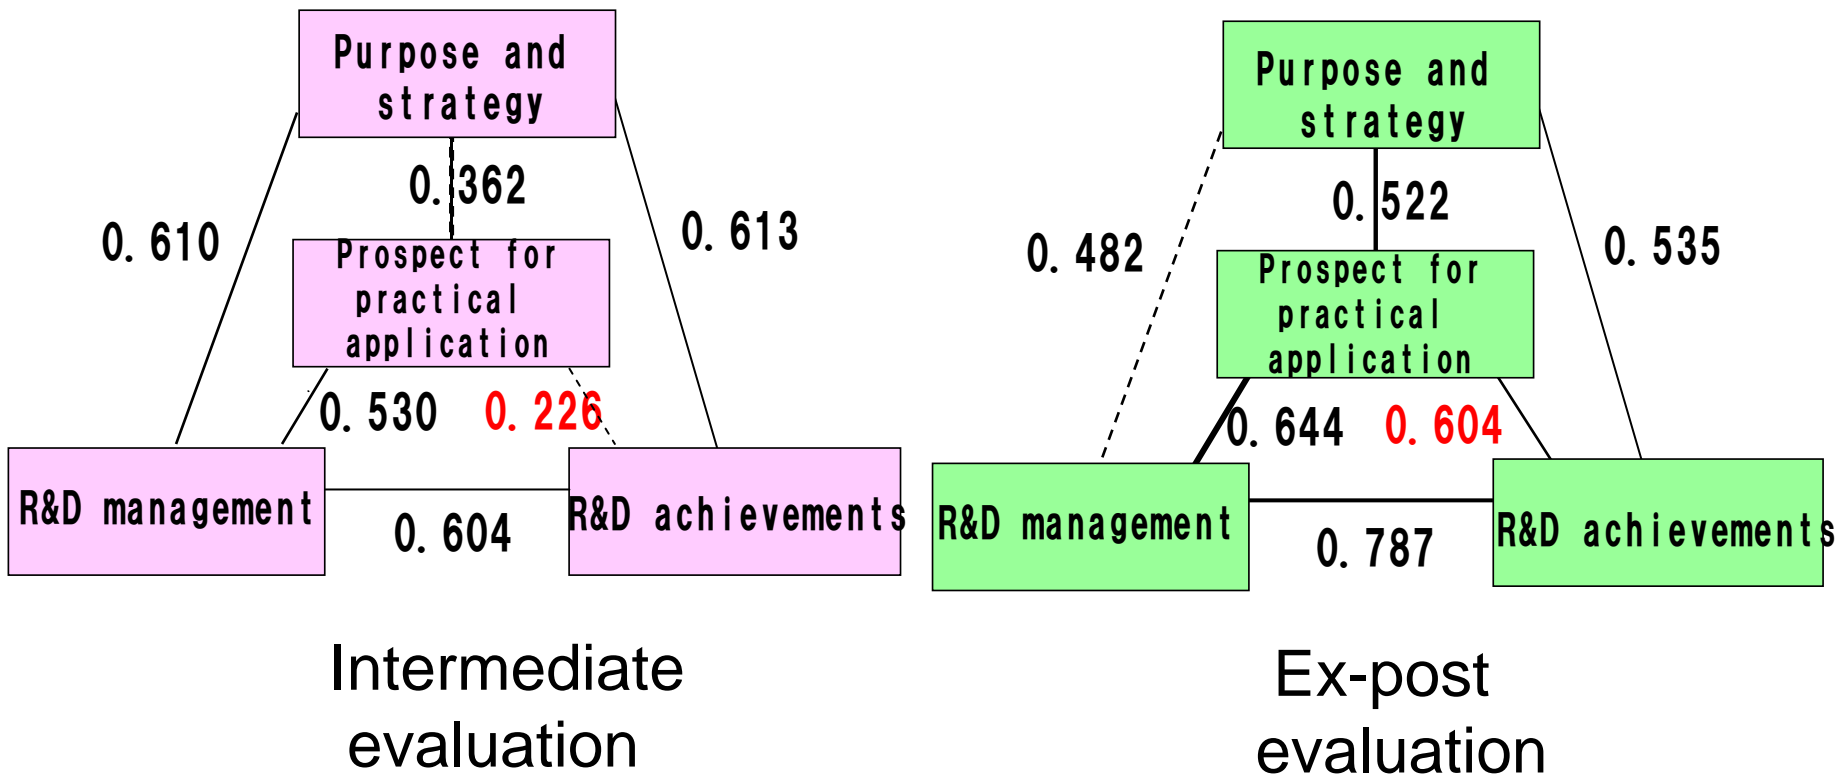 Purpose and
strategy
0.362
0.610
0.613
Prospect for
practical
application
0.530
0.226
R&D management
0.604
R&D achievements
Intermediate
evaluation
Purpose and
strategy
0.522
0.482
0.535
Prospect for
practical
application
0.644
0.604
R&D management
0.787
R&D achievements
Ex-post
evaluation